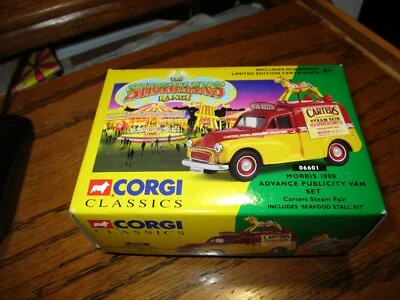 INCLUDES NUMBERED
LIMITED EDITION CERTIFICATE
THE
SHOWMANS
RANGE
CARTERS
STEAM FAIR
CORGI
CLASSICS
06601
MORRIS 1000
ADVANCE PUBLICITY VAN
SET
Carters Steam Fair
INCLUDES 'SEAFOOD STALL' KIT
CORGI
CLASSICS
CARTERS